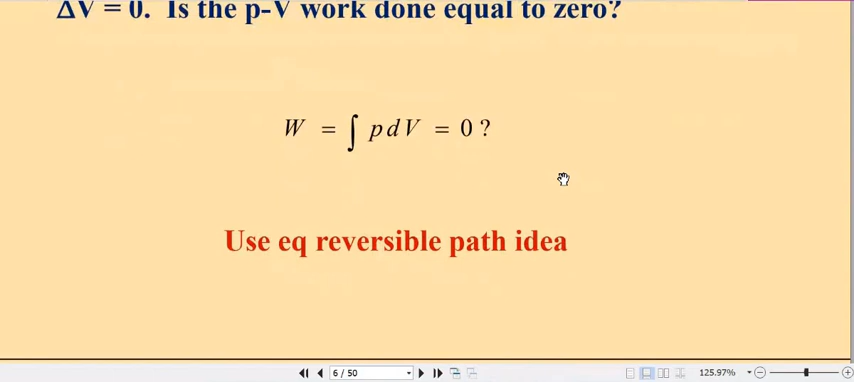 ΔV = 0. Is the p-V work done equal to zero?
W = ∫ p d V = 0 ?
Use eq reversible path idea
6 / 50
125.97%